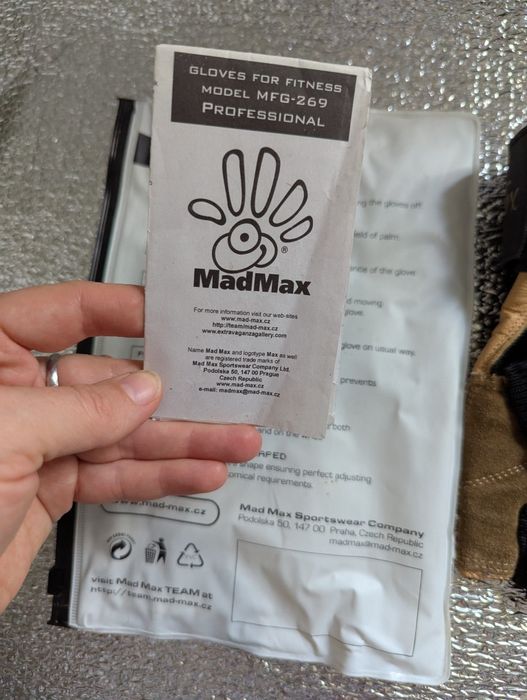 GLOVES FOR FITNESS
MODEL MFG-269
PROFESSIONAL
®
MadMax
For more information visit our web-sites
www.mad-max.cz
http://team/mad-max.cz
www.extravaganzagallery.com
Name Mad Max and logotype Max as well
are registered trade marks of
Mad Max Sportswear Company Ltd.
Podolska 50, 147 00 Prague
Czech Republic
www.mad-max.cz
e-mail: madmax@mad-max.cz
ng the gloves off.
ield of palm.
ance of the glove
d moving
glove.
glove on usual way.
prevents
both
and on the
APED
shape ensuring perfect adjusting
omical requirements.
www.mad-max.cz
Mad Max Sportswear Company
Podolska 50, 147 00 Praha, Czech Republic
madmax@mad-max.cz
visit Mad Max TEAM at
http://team.mad-max.cz